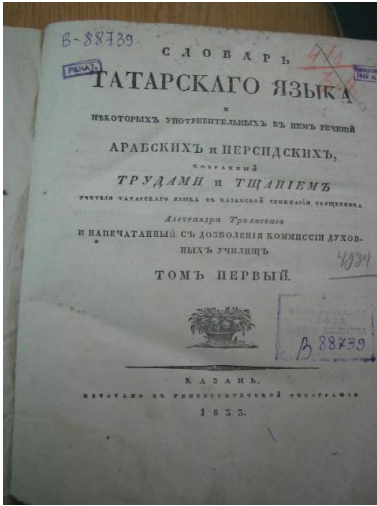 В-88739
СЛОВАРЬ
ТАТАРСКАГО ЯЗЫКА
и
НѢКОТОРЫХЪ УПОТРЕБИТЕЛЬНЫХЪ ВЪ НЕМЪ РЕЧЕНІЙ
АРАБСКИХЪ и ПЕРСИДСКИХЪ,
СОБРАННЫЙ
ТРУДАМИ и ТЩАНІЕМЪ
УЧИТЕЛЯ ТАТАРСКАГО ЯЗЫКА ВЪ КАЗАНСКОЙ СЕМИНАРІИ СВЯЩЕННИКА
Александра Троянскаго
И НАПЕЧАТАННЫЙ СЪ ДОЗВОЛЕНІЯ КОММИССІИ ДУХОВ-
НЫХЪ УЧИЛИЩЪ
ТОМЪ ПЕРВЫЙ.
В 88739
КАЗАНЬ,
ПЕЧАТАНО ВЪ УНИВЕРСИТЕТСКОЙ ТИПОГРАФІИ
1833.